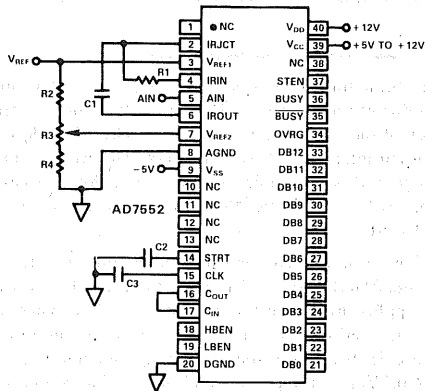 1 NC VDD 40 +12V
2 IRJCT VCC 39 +5V TO +12V
VREF 3 VREF1 NC 38
R1 4 IRIN STEN 37
R2 C1 AIN 5 AIN BUSY 36
6 IROUT BUSY 35
R3 7 VREF2 OVRG 34
R4 8 AGND DB12 33
-5V 9 VSS DB11 32
10 NC DB10 31
AD7552 11 NC DB9 30
12 NC DB8 29
13 NC DB7 28
C2 14 STRT DB6 27
C3 15 CLK DB5 26
16 COUT DB4 25
17 CIN DB3 24
18 HBEN DB2 23
19 LBEN DB1 22
20 DGND DB0 21